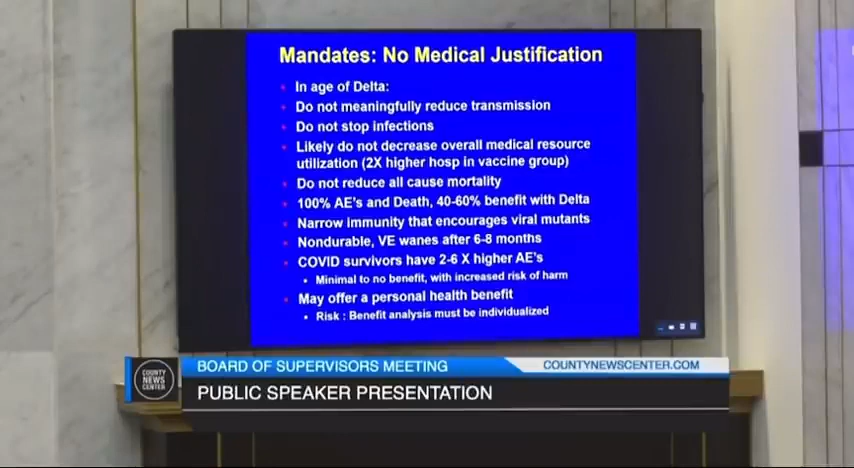 Mandates: No Medical Justification
In age of Delta:
Do not meaningfully reduce transmission
Do not stop infections
Likely do not decrease overall medical resource
utilization (2X higher hosp in vaccine group)
Do not reduce all cause mortality
100% AE's and Death, 40-60% benefit with Delta
Narrow immunity that encourages viral mutants
Nondurable, VE wanes after 6-8 months
COVID survivors have 2-6 X higher AE's
Minimal to no benefit, with increased risk of harm
May offer a personal health benefit
Risk : Benefit analysis must be individualized
COUNTY
NEWS
CENTER
BOARD OF SUPERVISORS MEETING
COUNTYNEWSCENTER.COM
PUBLIC SPEAKER PRESENTATION